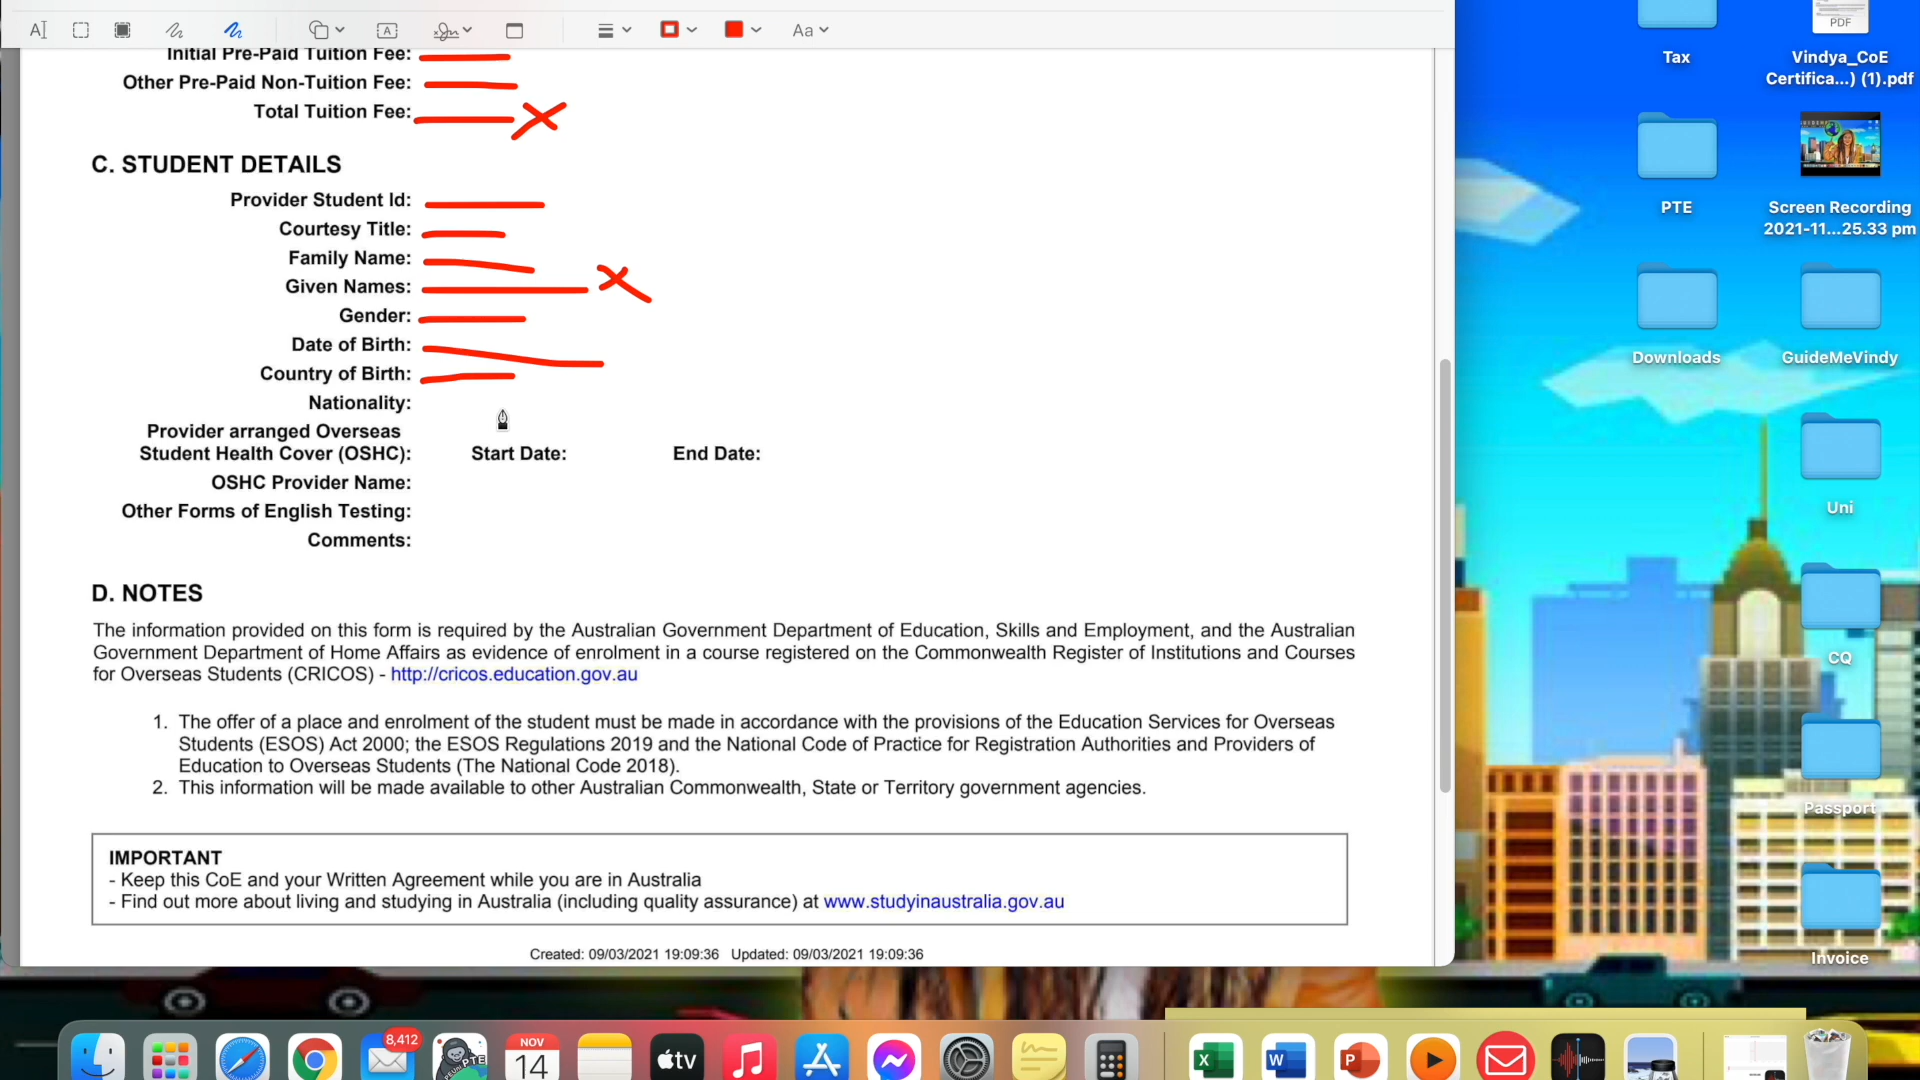 Aa
Initial Pre-Paid Tuition Fee:
Other Pre-Paid Non-Tuition Fee:
Total Tuition Fee:
C. STUDENT DETAILS
Provider Student Id:
Courtesy Title:
Family Name:
Given Names:
Gender:
Date of Birth:
Country of Birth:
Nationality:
Provider arranged Overseas
Student Health Cover (OSHC): Start Date: End Date:
OSHC Provider Name:
Other Forms of English Testing:
Comments:
D. NOTES
The information provided on this form is required by the Australian Government Department of Education, Skills and Employment, and the Australian
Government Department of Home Affairs as evidence of enrolment in a course registered on the Commonwealth Register of Institutions and Courses
for Overseas Students (CRICOS) - http://cricos.education.gov.au
1. The offer of a place and enrolment of the student must be made in accordance with the provisions of the Education Services for Overseas
Students (ESOS) Act 2000; the ESOS Regulations 2019 and the National Code of Practice for Registration Authorities and Providers of
Education to Overseas Students (The National Code 2018).
2. This information will be made available to other Australian Commonwealth, State or Territory government agencies.
IMPORTANT
- Keep this CoE and your Written Agreement while you are in Australia
- Find out more about living and studying in Australia (including quality assurance) at www.studyinaustralia.gov.au
Created: 09/03/2021 19:09:36 Updated: 09/03/2021 19:09:36
Tax
PDF
Vindya_CoE
Certifica...) (1).pdf
PTE
Screen Recording
2021-11...25.33 pm
Downloads
GuideMeVindy
Uni
CQ
Passport
Invoice
8,412
PTE
NOV
14
tv
X
W
P